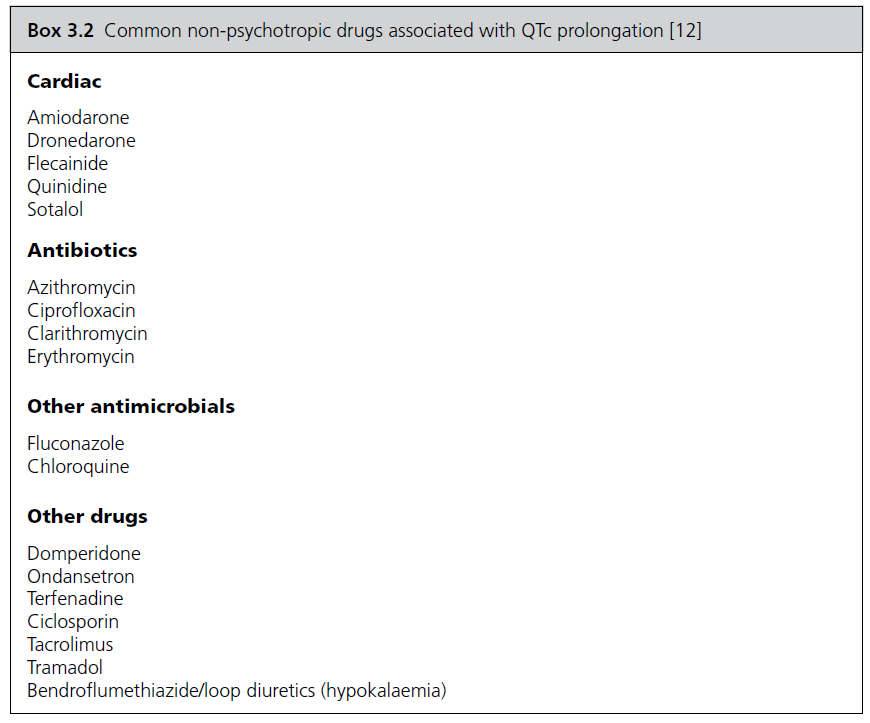 Box 3.2 Common non-psychotropic drugs associated with QTc prolongation [12]
Cardiac
Amiodarone
Dronedarone
Flecainide
Quinidine
Sotalol
Antibiotics
Azithromycin
Ciprofloxacin
Clarithromycin
Erythromycin
Other antimicrobials
Fluconazole
Chloroquine
Other drugs
Domperidone
Ondansetron
Terfenadine
Ciclosporin
Tacrolimus
Tramadol
Bendroflumethiazide/loop diuretics (hypokalaemia)